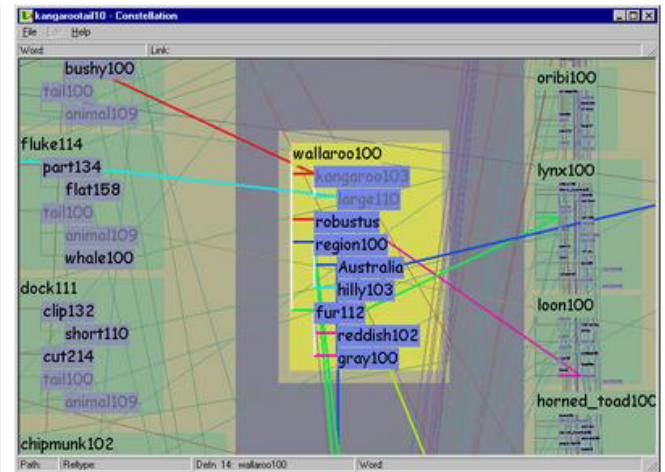 kangarootail10 - Constellation
File Edit Help
Word: Link:
bushy100
tail100
animal109
fluke114
part134
flat158
tail100
animal109
whale100
dock111
clip132
short110
cut214
tail100
animal109
chipmunk102
wallaroo100
kangaroo103
large110
robustus
region100
Australia
hilly103
fur112
reddish102
gray100
oribi100
lynx100
loon100
horned_toad100
Path: Reltype: Defn 14: wallaroo100 Word: